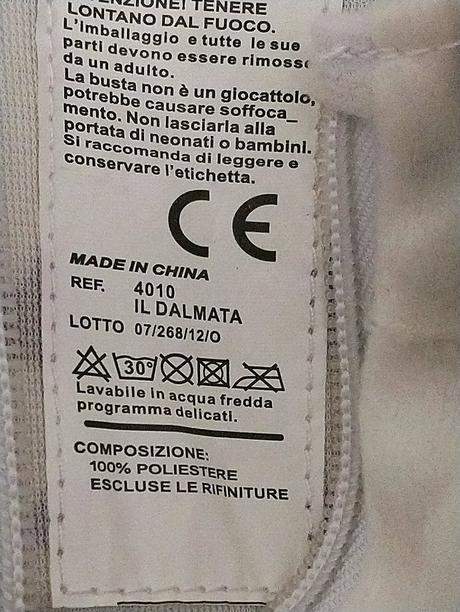 ATTENZIONE! TENERE
LONTANO DAL FUOCO.
L'Imballaggio e tutte le sue
parti devono essere rimosse
da un adulto.
La busta non è un giocattolo,
potrebbe causare soffoca_
mento. Non lasciarla alla
portata di neonati o bambini.
Si raccomanda di leggere e
conservare l'etichetta.
CE
MADE IN CHINA
REF. 4010
IL DALMATA
LOTTO 07/268/12/O
30°
Lavabile in acqua fredda
programma delicati.
COMPOSIZIONE:
100% POLIESTERE
ESCLUSE LE RIFINITURE